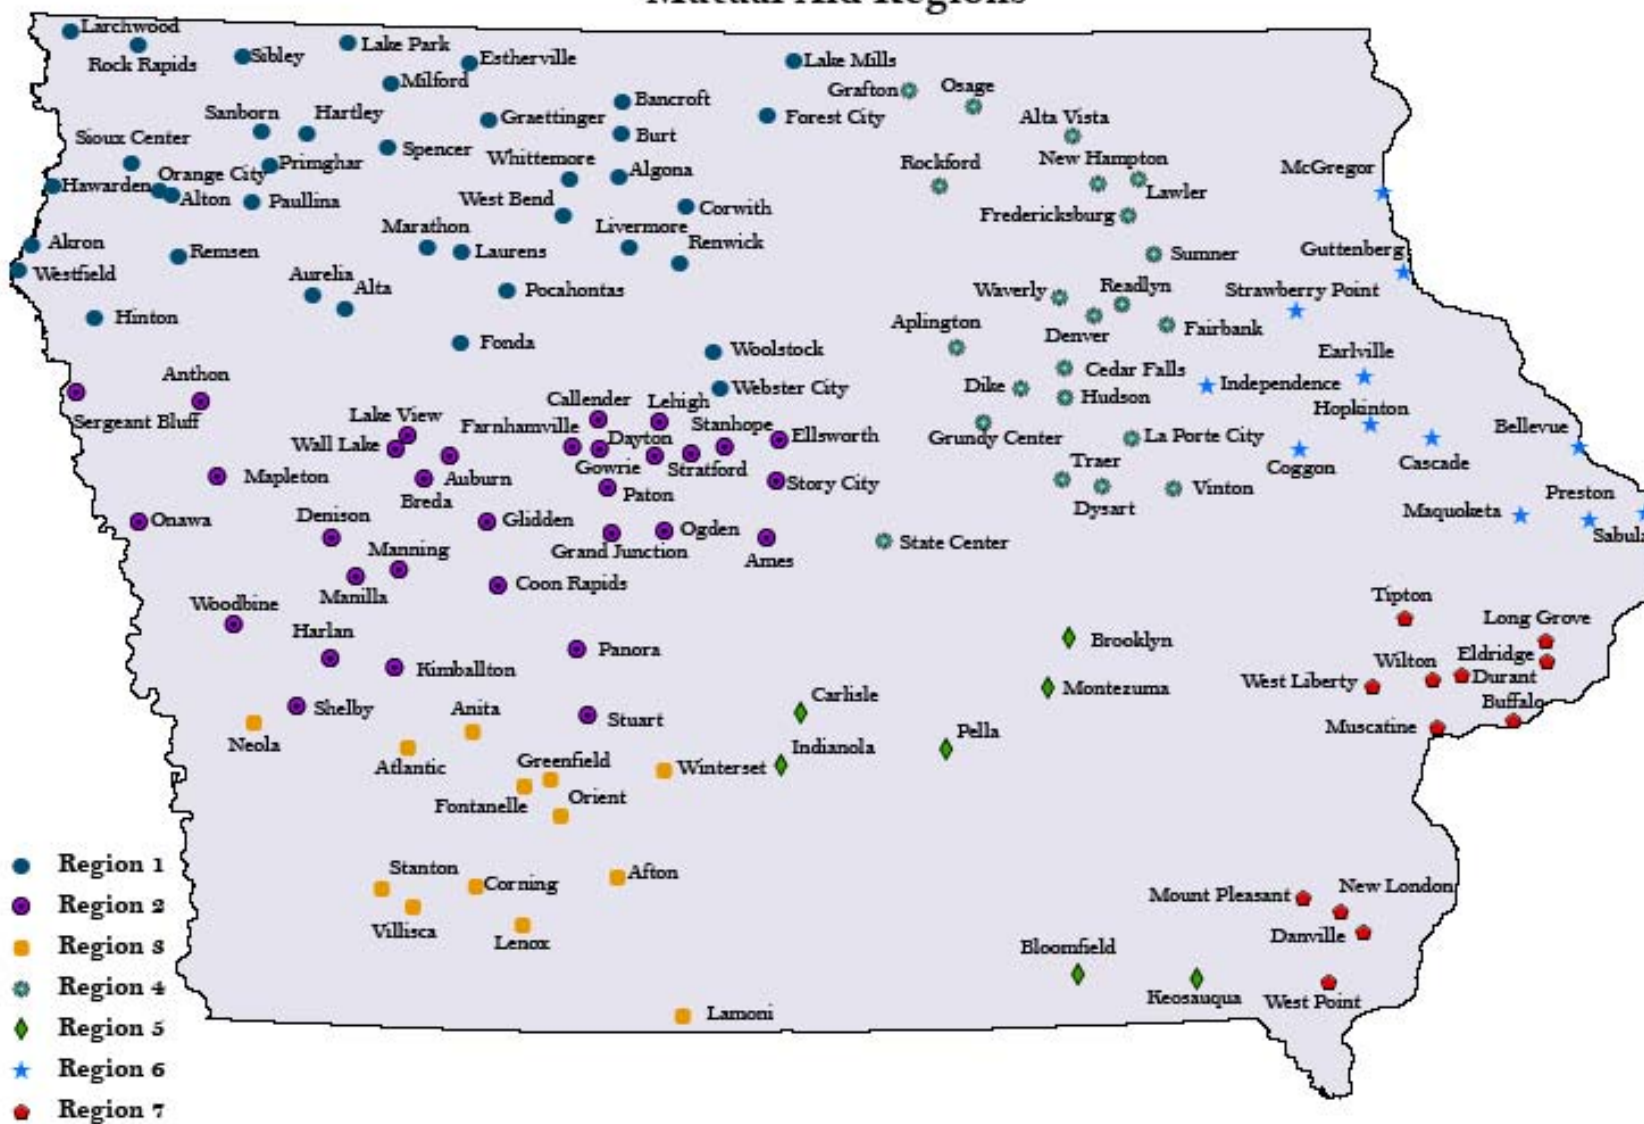 Mutual Aid Regions
Larchwood
Rock Rapids
Sibley
Lake Park
Estherville
Milford
Lake Mills
Grafton
Osage
Sanborn
Hartley
Graettinger
Bancroft
Burt
Forest City
Alta Vista
Sioux Center
Primghar
Spencer
Whittemore
Algona
Rockford
New Hampton
Lawler
McGregor
Hawarden
Orange City
Alton
Paullina
West Bend
Corwith
Fredericksburg
Akron
Remsen
Marathon
Laurens
Livermore
Renwick
Sumner
Guttenberg
Westfield
Aurelia
Alta
Pocahontas
Waverly
Readlyn
Strawberry Point
Hinton
Fonda
Woolstock
Aplington
Denver
Fairbank
Earlville
Anthon
Webster City
Dike
Cedar Falls
Hudson
Independence
Hopkinton
Sergeant Bluff
Lake View
Wall Lake
Farnhamville
Callender
Lehigh
Stanhope
Ellsworth
Grundy Center
La Porte City
Bellevue
Mapleton
Auburn
Breda
Gowrie
Dayton
Stratford
Paton
Story City
Traer
Dysart
Vinton
Coggon
Cascade
Onawa
Denison
Manning
Glidden
Grand Junction
Ogden
Ames
State Center
Maquoketa
Preston
Sabula
Manilla
Coon Rapids
Woodbine
Harlan
Kimballton
Panora
Brooklyn
Tipton
Long Grove
Shelby
Stuart
Carlisle
Montezuma
West Liberty
Wilton
Eldridge
Durant
Buffalo
Muscatine
Neola
Anita
Atlantic
Greenfield
Fontanelle
Orient
Winterset
Indianola
Pella
Stanton
Corning
Afton
Villisca
Lenox
Lamoni
Mount Pleasant
New London
Danville
Bloomfield
Keosauqua
West Point
Region 1
Region 2
Region 3
Region 4
Region 5
Region 6
Region 7